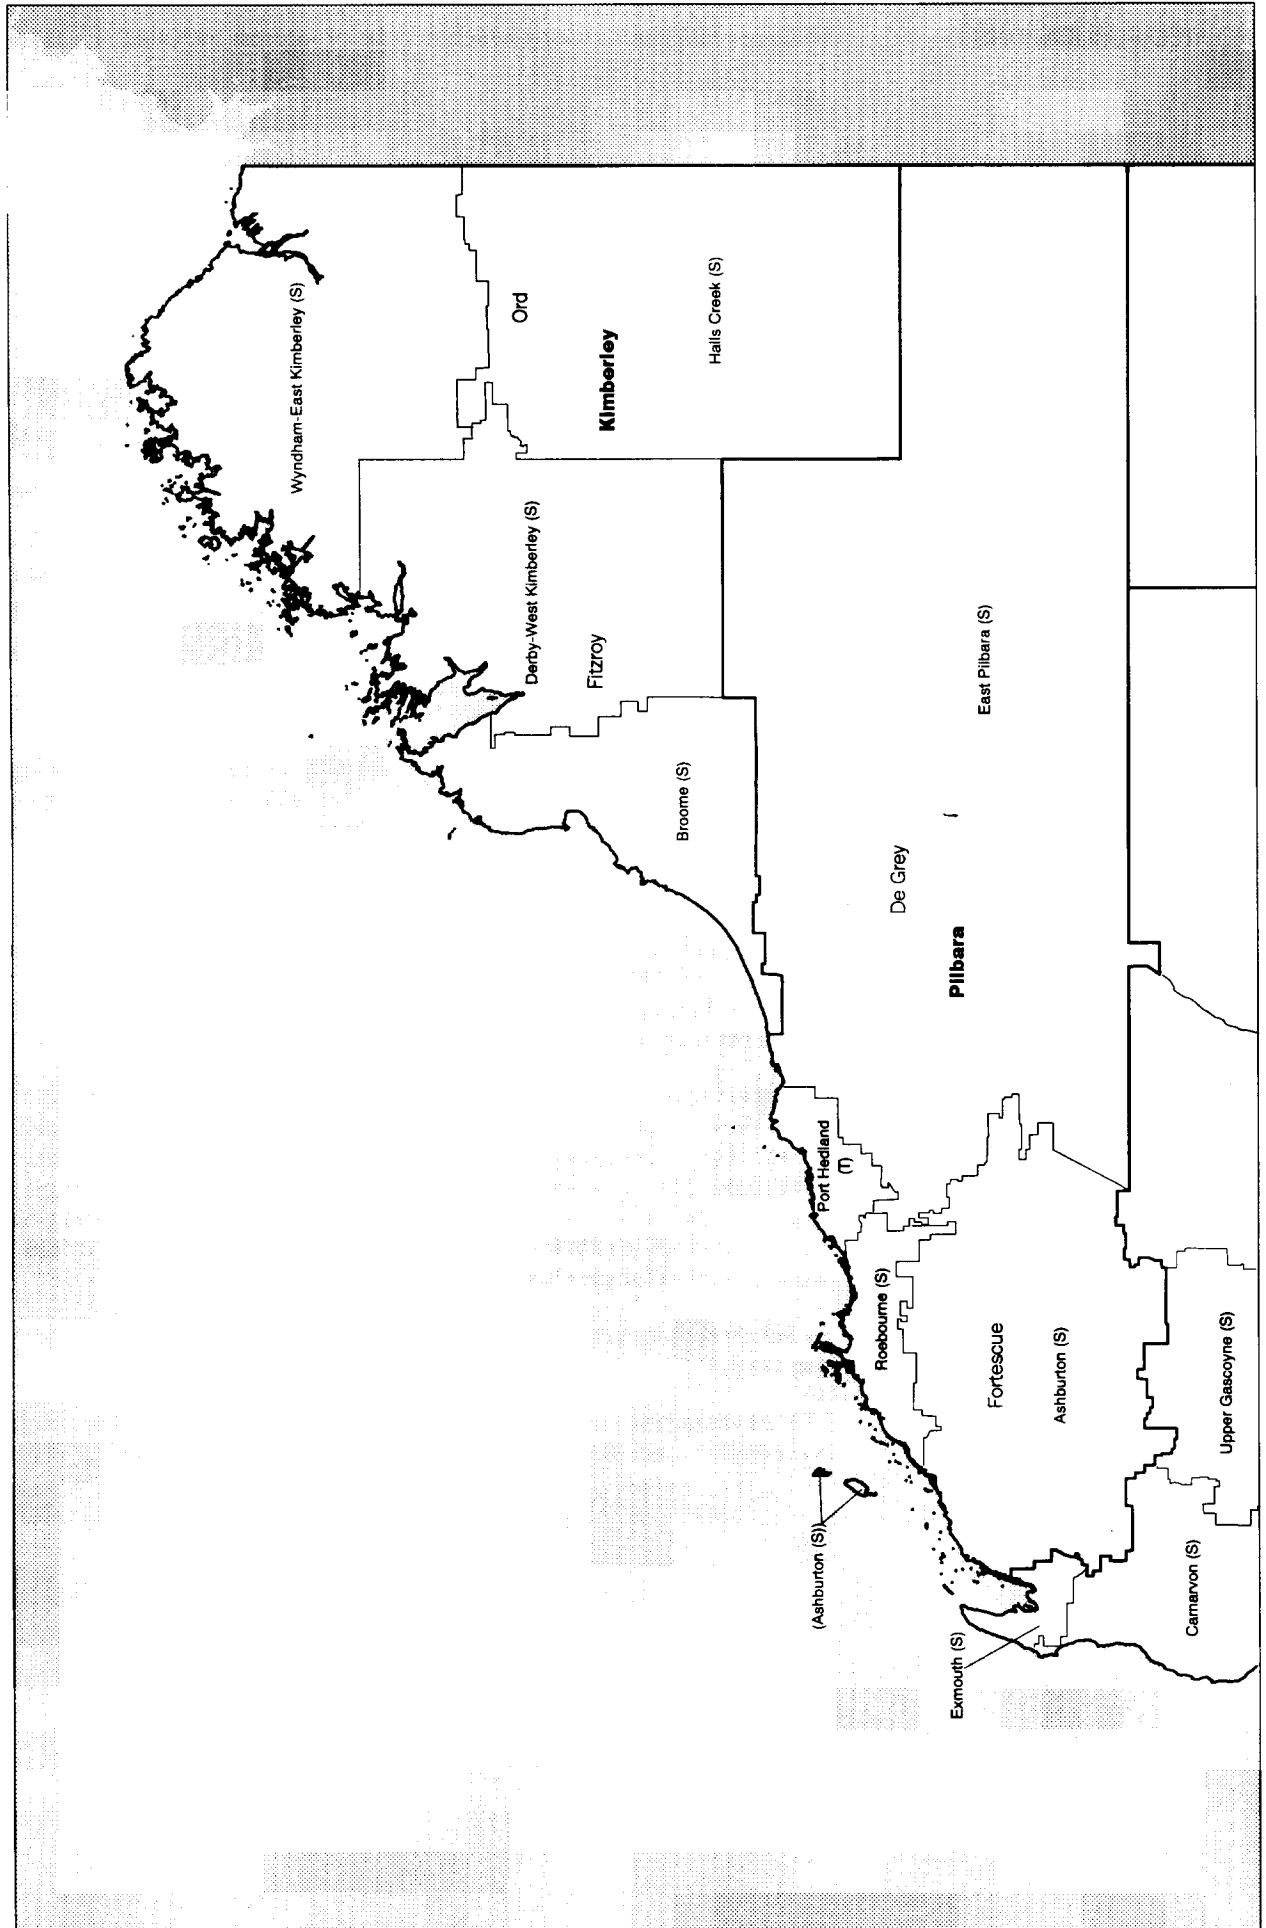 Wyndham-East Kimberley (S)
Ord
Kimberley
Halls Creek (S)
Derby-West Kimberley (S)
Fitzroy
Broome (S)
East Pilbara (S)
De Grey
Pilbara
Port Hedland
(T)
Roebourne (S)
Fortescue
Ashburton (S)
Upper Gascoyne (S)
(Ashburton (S))
Exmouth (S)
Carnarvon (S)